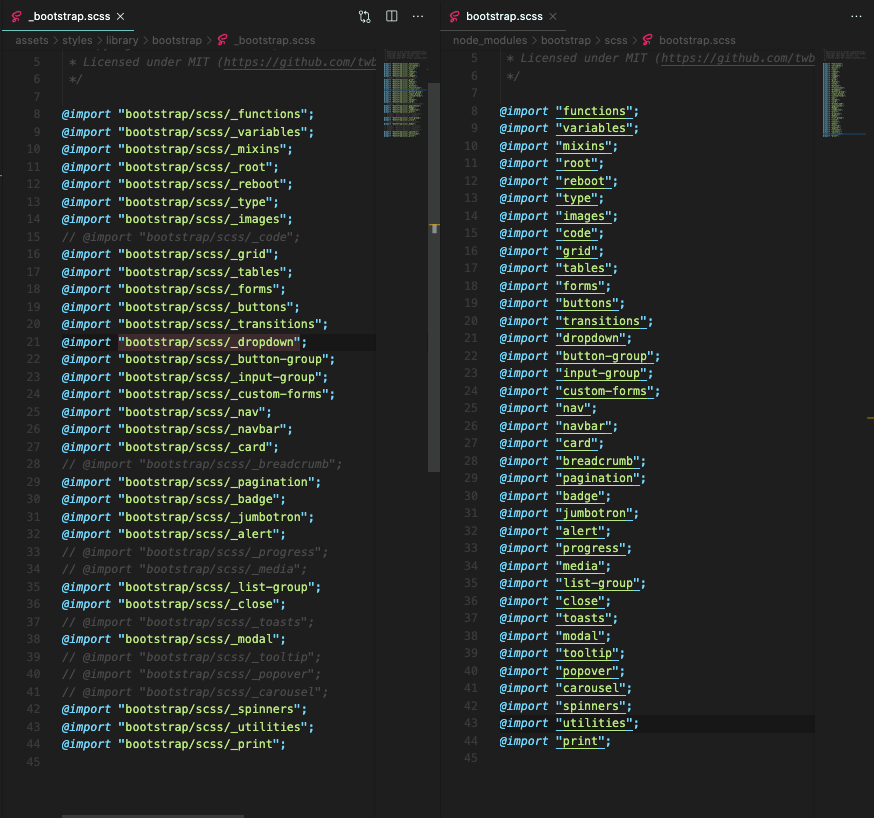 _bootstrap.scss
assets > styles > library > bootstrap > _bootstrap.scss
5 * Licensed under MIT (https://github.com/twb
6 */
7
8 @import "bootstrap/scss/_functions";
9 @import "bootstrap/scss/_variables";
10 @import "bootstrap/scss/_mixins";
11 @import "bootstrap/scss/_root";
12 @import "bootstrap/scss/_reboot";
13 @import "bootstrap/scss/_type";
14 @import "bootstrap/scss/_images";
15 // @import "bootstrap/scss/_code";
16 @import "bootstrap/scss/_grid";
17 @import "bootstrap/scss/_tables";
18 @import "bootstrap/scss/_forms";
19 @import "bootstrap/scss/_buttons";
20 @import "bootstrap/scss/_transitions";
21 @import "bootstrap/scss/_dropdown";
22 @import "bootstrap/scss/_button-group";
23 @import "bootstrap/scss/_input-group";
24 @import "bootstrap/scss/_custom-forms";
25 @import "bootstrap/scss/_nav";
26 @import "bootstrap/scss/_navbar";
27 @import "bootstrap/scss/_card";
28 // @import "bootstrap/scss/_breadcrumb";
29 @import "bootstrap/scss/_pagination";
30 @import "bootstrap/scss/_badge";
31 @import "bootstrap/scss/_jumbotron";
32 @import "bootstrap/scss/_alert";
33 // @import "bootstrap/scss/_progress";
34 // @import "bootstrap/scss/_media";
35 @import "bootstrap/scss/_list-group";
36 @import "bootstrap/scss/_close";
37 // @import "bootstrap/scss/_toasts";
38 @import "bootstrap/scss/_modal";
39 // @import "bootstrap/scss/_tooltip";
40 // @import "bootstrap/scss/_popover";
41 // @import "bootstrap/scss/_carousel";
42 @import "bootstrap/scss/_spinners";
43 @import "bootstrap/scss/_utilities";
44 @import "bootstrap/scss/_print";
45
bootstrap.scss
node_modules > bootstrap > scss > bootstrap.scss
5 * Licensed under MIT (https://github.com/twb
6 */
7
8 @import "functions";
9 @import "variables";
10 @import "mixins";
11 @import "root";
12 @import "reboot";
13 @import "type";
14 @import "images";
15 @import "code";
16 @import "grid";
17 @import "tables";
18 @import "forms";
19 @import "buttons";
20 @import "transitions";
21 @import "dropdown";
22 @import "button-group";
23 @import "input-group";
24 @import "custom-forms";
25 @import "nav";
26 @import "navbar";
27 @import "card";
28 @import "breadcrumb";
29 @import "pagination";
30 @import "badge";
31 @import "jumbotron";
32 @import "alert";
33 @import "progress";
34 @import "media";
35 @import "list-group";
36 @import "close";
37 @import "toasts";
38 @import "modal";
39 @import "tooltip";
40 @import "popover";
41 @import "carousel";
42 @import "spinners";
43 @import "utilities";
44 @import "print";
45